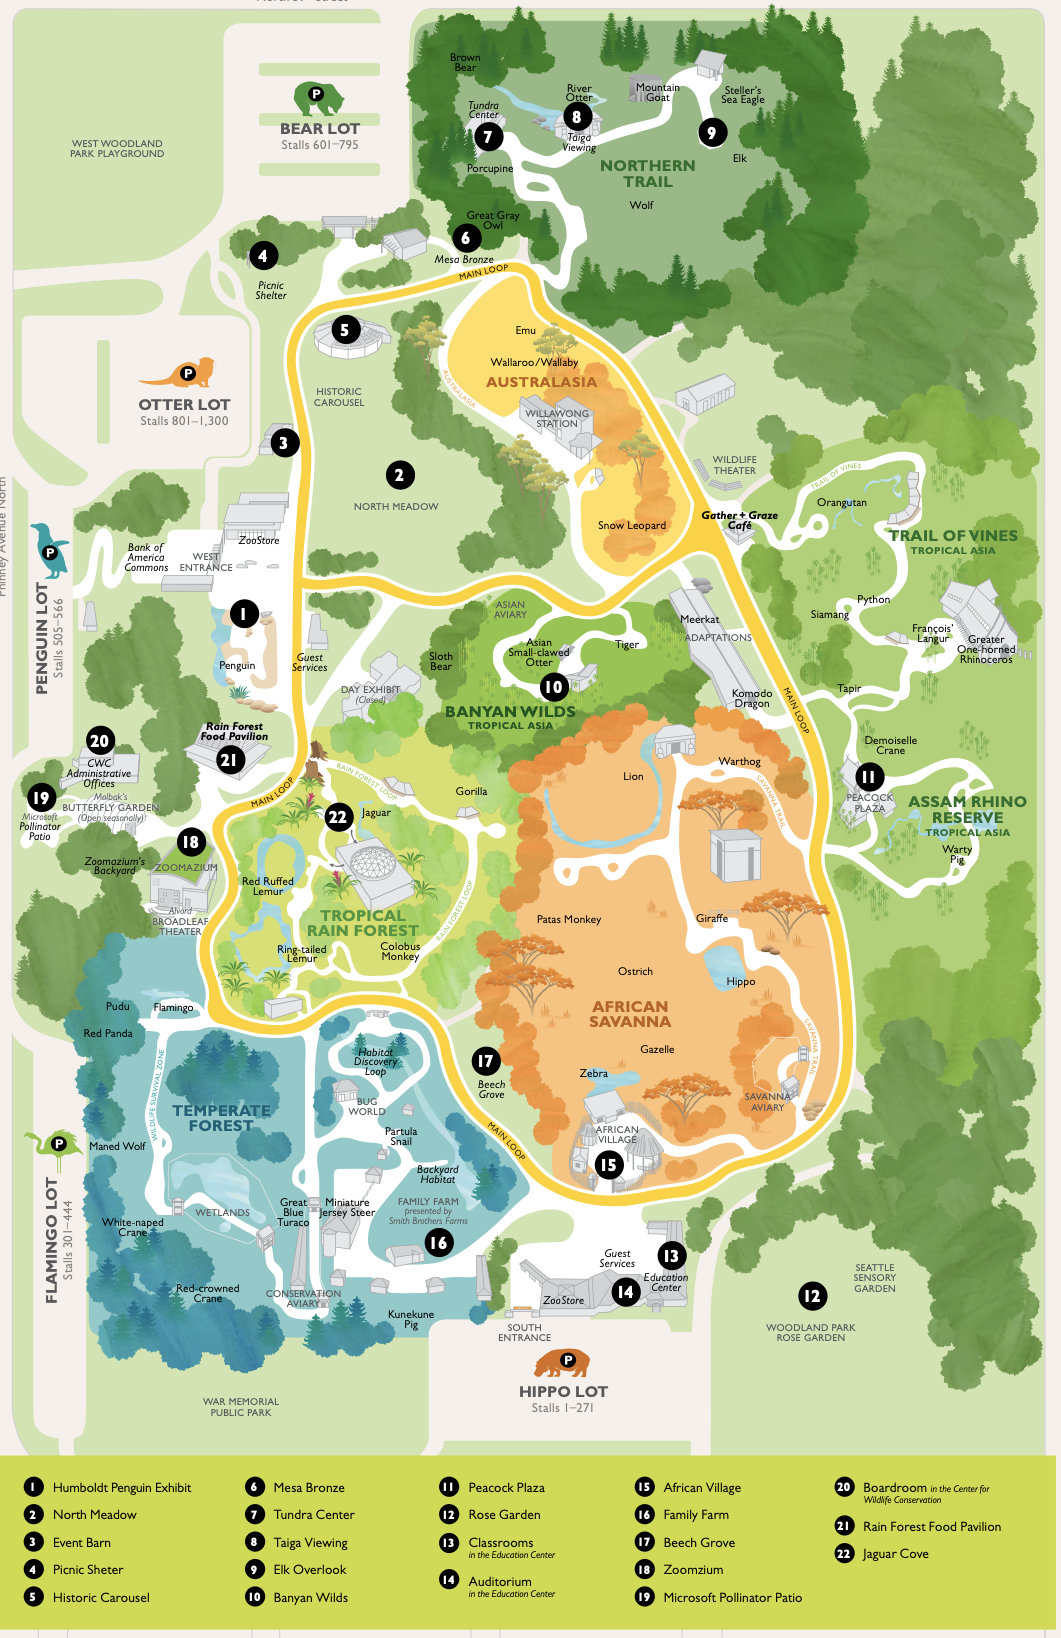 Brown
Bear
WEST WOODLAND
PARK PLAYGROUND
P
BEAR LOT
Stalls 601–795
Tundra
Center
7
Porcupine
River
Otter
8
Taiga
Viewing
Mountain
Goat
Steller's
Sea Eagle
9
Elk
NORTHERN
TRAIL
Wolf
Great Gray
Owl
6
Mesa Bronze
4
Picnic
Shelter
MAIN LOOP
5
HISTORIC
CAROUSEL
P
OTTER LOT
Stalls 801–1,300
3
2
NORTH MEADOW
Emu
Wallaroo/Wallaby
AUSTRALASIA
AUSTRALASIA
WILLAWONG
STATION
Snow Leopard
WILDLIFE
THEATER
Gather + Graze
Café
TRAIL OF VINES
Orangutan
TRAIL OF VINES
TROPICAL ASIA
Python
Siamang
François'
Langur
Greater
One-horned
Rhinoceros
Tapir
Phinney Avenue North
P
PENGUIN LOT
Stalls 505–566
Bank of
America
Commons
WEST
ENTRANCE
ZooStore
1
Penguin
Guest
Services
ASIAN
AVIARY
Sloth
Bear
Asian
Small-clawed
Otter
Tiger
10
BANYAN WILDS
TROPICAL ASIA
DAY EXHIBIT
(Closed)
Meerkat
ADAPTATIONS
Komodo
Dragon
MAIN LOOP
Demoiselle
Crane
11
PEACOCK
PLAZA
ASSAM RHINO
RESERVE
TROPICAL ASIA
Warty
Pig
Rain Forest
Food Pavilion
21
20
CWC
Administrative
Offices
19
Microsoft
Pollinator
Patio
Molbak's
BUTTERFLY GARDEN
(Open seasonally)
18
Zoomazium's
Backyard
ZOOMAZIUM
Alvord
BROADLEAF
THEATER
MAIN LOOP
RAIN FOREST LOOP
22
Jaguar
Gorilla
Red Ruffed
Lemur
TROPICAL
RAIN FOREST
Ring-tailed
Lemur
Colobus
Monkey
RAIN FOREST LOOP
Lion
Warthog
SAVANNA TRAIL
Patas Monkey
Giraffe
Ostrich
Hippo
AFRICAN
SAVANNA
Gazelle
Zebra
SAVANNA TRAIL
SAVANNA
AVIARY
AFRICAN
VILLAGE
15
Pudu
Flamingo
Red Panda
WILDLIFE SURVIVAL ZONE
TEMPERATE
FOREST
Maned Wolf
White-naped
Crane
WETLANDS
Red-crowned
Crane
Habitat
Discovery
Loop
BUG
WORLD
Partula
Snail
Backyard
Habitat
17
Beech
Grove
MAIN LOOP
Great
Blue
Turaco
Miniature
Jersey Steer
FAMILY FARM
presented by
Smith Brothers Farms
16
CONSERVATION
AVIARY
Kunekune
Pig
P
FLAMINGO LOT
Stalls 301–444
Guest
Services
13
Education
Center
14
ZooStore
SOUTH
ENTRANCE
P
HIPPO LOT
Stalls 1–271
SEATTLE
SENSORY
GARDEN
12
WOODLAND PARK
ROSE GARDEN
WAR MEMORIAL
PUBLIC PARK
1 Humboldt Penguin Exhibit
2 North Meadow
3 Event Barn
4 Picnic Sheter
5 Historic Carousel
6 Mesa Bronze
7 Tundra Center
8 Taiga Viewing
9 Elk Overlook
10 Banyan Wilds
11 Peacock Plaza
12 Rose Garden
13 Classrooms
in the Education Center
14 Auditorium
in the Education Center
15 African Village
16 Family Farm
17 Beech Grove
18 Zoomzium
19 Microsoft Pollinator Patio
20 Boardroom in the Center for
Wildlife Conservation
21 Rain Forest Food Pavilion
22 Jaguar Cove